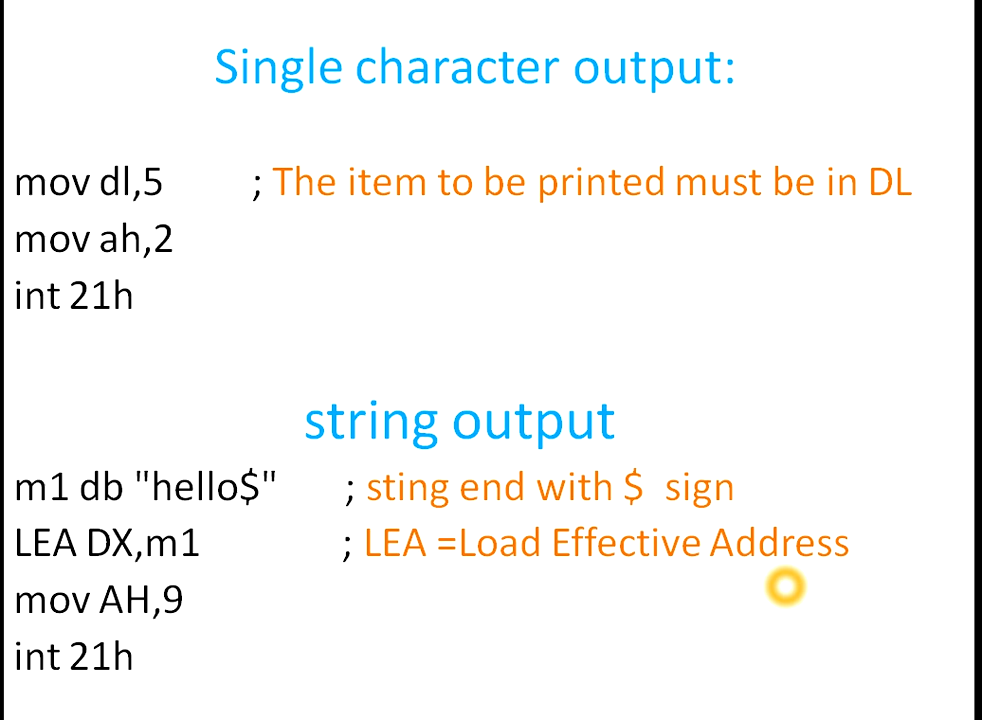 Single character output:
mov dl,5 ; The item to be printed must be in DL
mov ah,2
int 21h
string output
m1 db "hello$" ; sting end with $ sign
LEA DX,m1 ; LEA =Load Effective Address
mov AH,9
int 21h